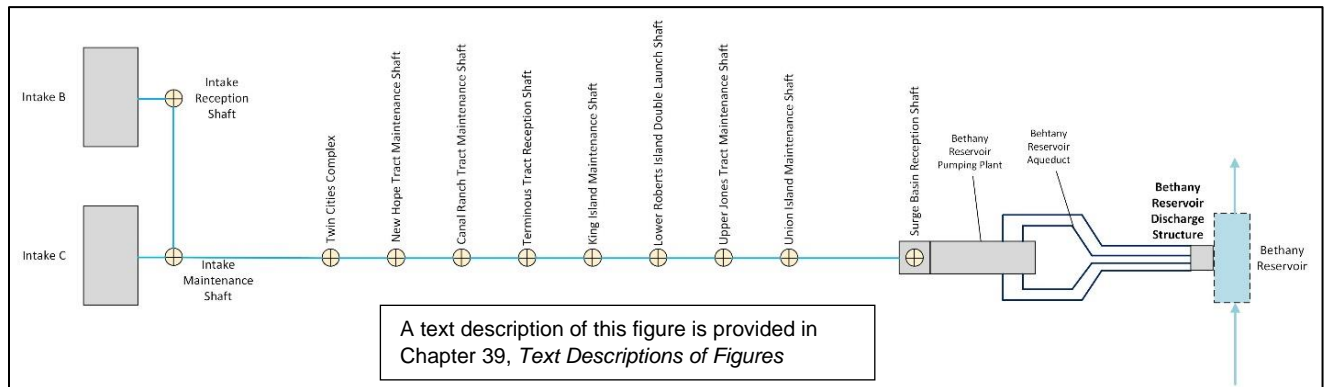 Intake B
Intake
Reception
Shaft
Intake C
Intake
Maintenance
Shaft
Twin Cities Complex
New Hope Tract Maintenance Shaft
Canal Ranch Tract Maintenance Shaft
Terminous Tract Reception Shaft
King Island Maintenance Shaft
Lower Roberts Island Double Launch Shaft
Upper Jones Tract Maintenance Shaft
Union Island Maintenance Shaft
Surge Basin Reception Shaft
Bethany
Reservoir
Pumping Plant
Behtany
Reservoir
Aqueduct
Bethany
Reservoir
Discharge
Structure
Bethany
Reservoir
A text description of this figure is provided in
Chapter 39, Text Descriptions of Figures